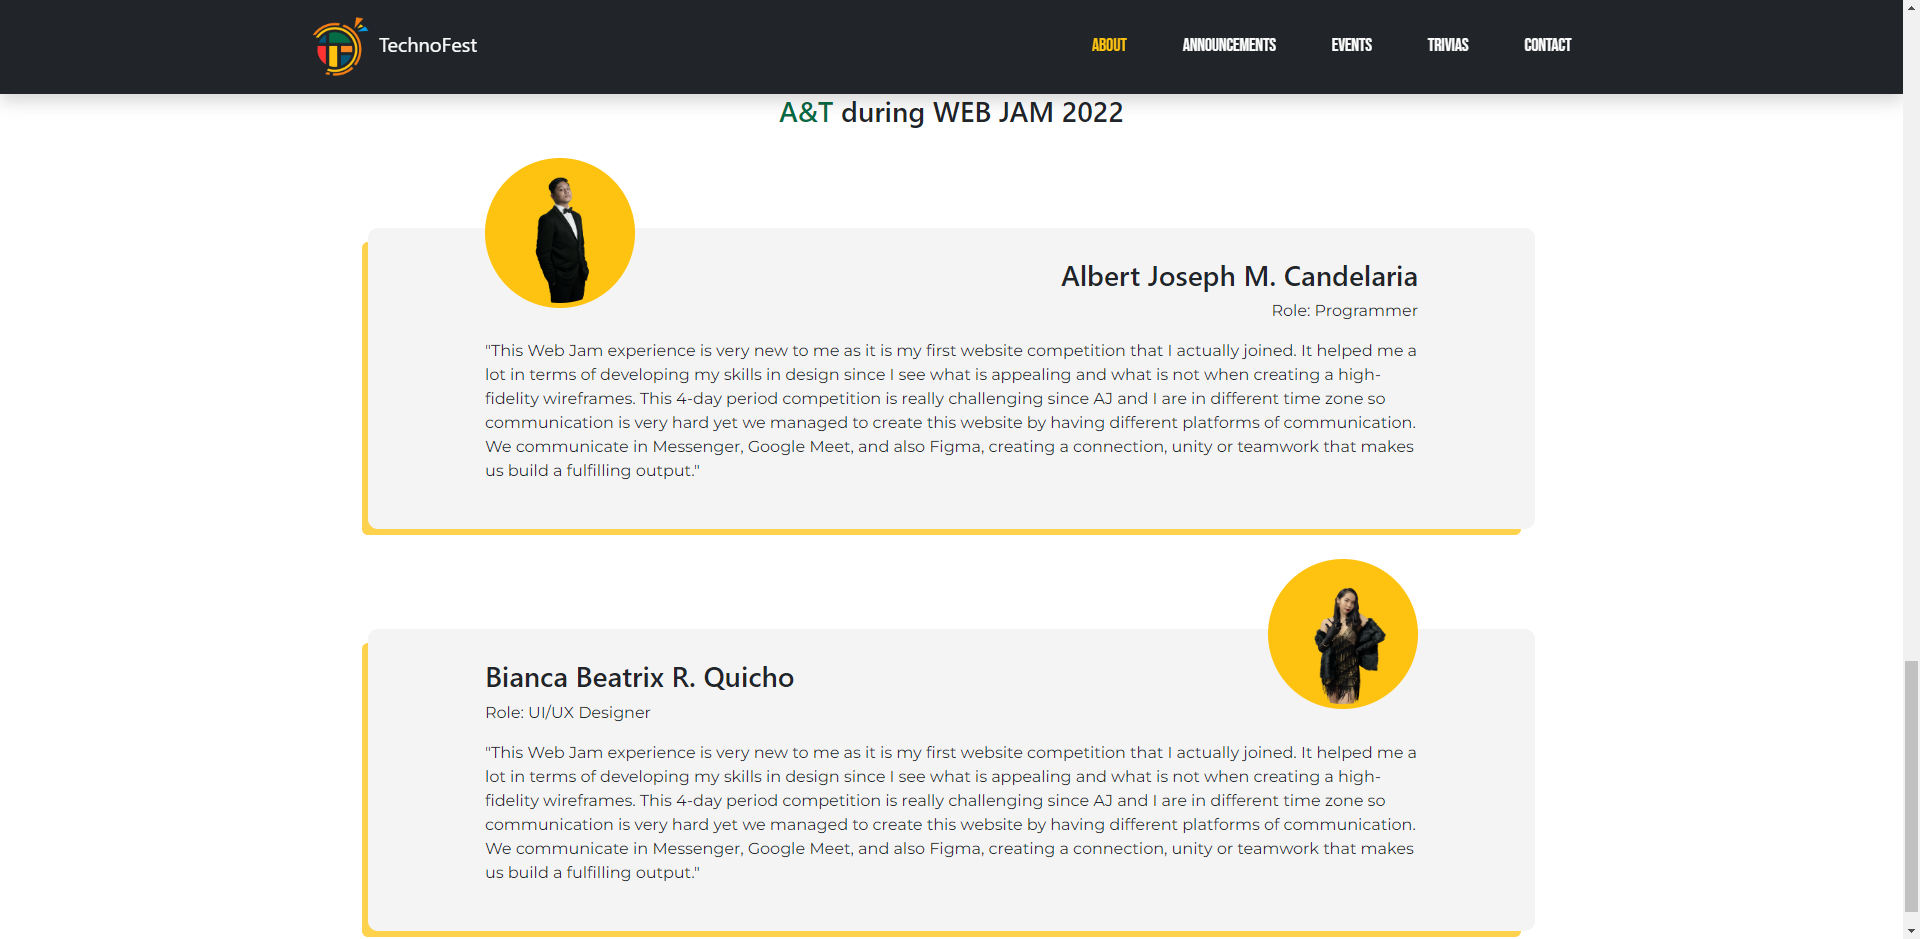 TechnoFest
ABOUT ANNOUNCEMENTS EVENTS TRIVIAS CONTACT
A&T during WEB JAM 2022
Albert Joseph M. Candelaria
Role: Programmer
"This Web Jam experience is very new to me as it is my first website competition that I actually joined. It helped me a
lot in terms of developing my skills in design since I see what is appealing and what is not when creating a high-
fidelity wireframes. This 4-day period competition is really challenging since AJ and I are in different time zone so
communication is very hard yet we managed to create this website by having different platforms of communication.
We communicate in Messenger, Google Meet, and also Figma, creating a connection, unity or teamwork that makes
us build a fulfilling output."
Bianca Beatrix R. Quicho
Role: UI/UX Designer
"This Web Jam experience is very new to me as it is my first website competition that I actually joined. It helped me a
lot in terms of developing my skills in design since I see what is appealing and what is not when creating a high-
fidelity wireframes. This 4-day period competition is really challenging since AJ and I are in different time zone so
communication is very hard yet we managed to create this website by having different platforms of communication.
We communicate in Messenger, Google Meet, and also Figma, creating a connection, unity or teamwork that makes
us build a fulfilling output."